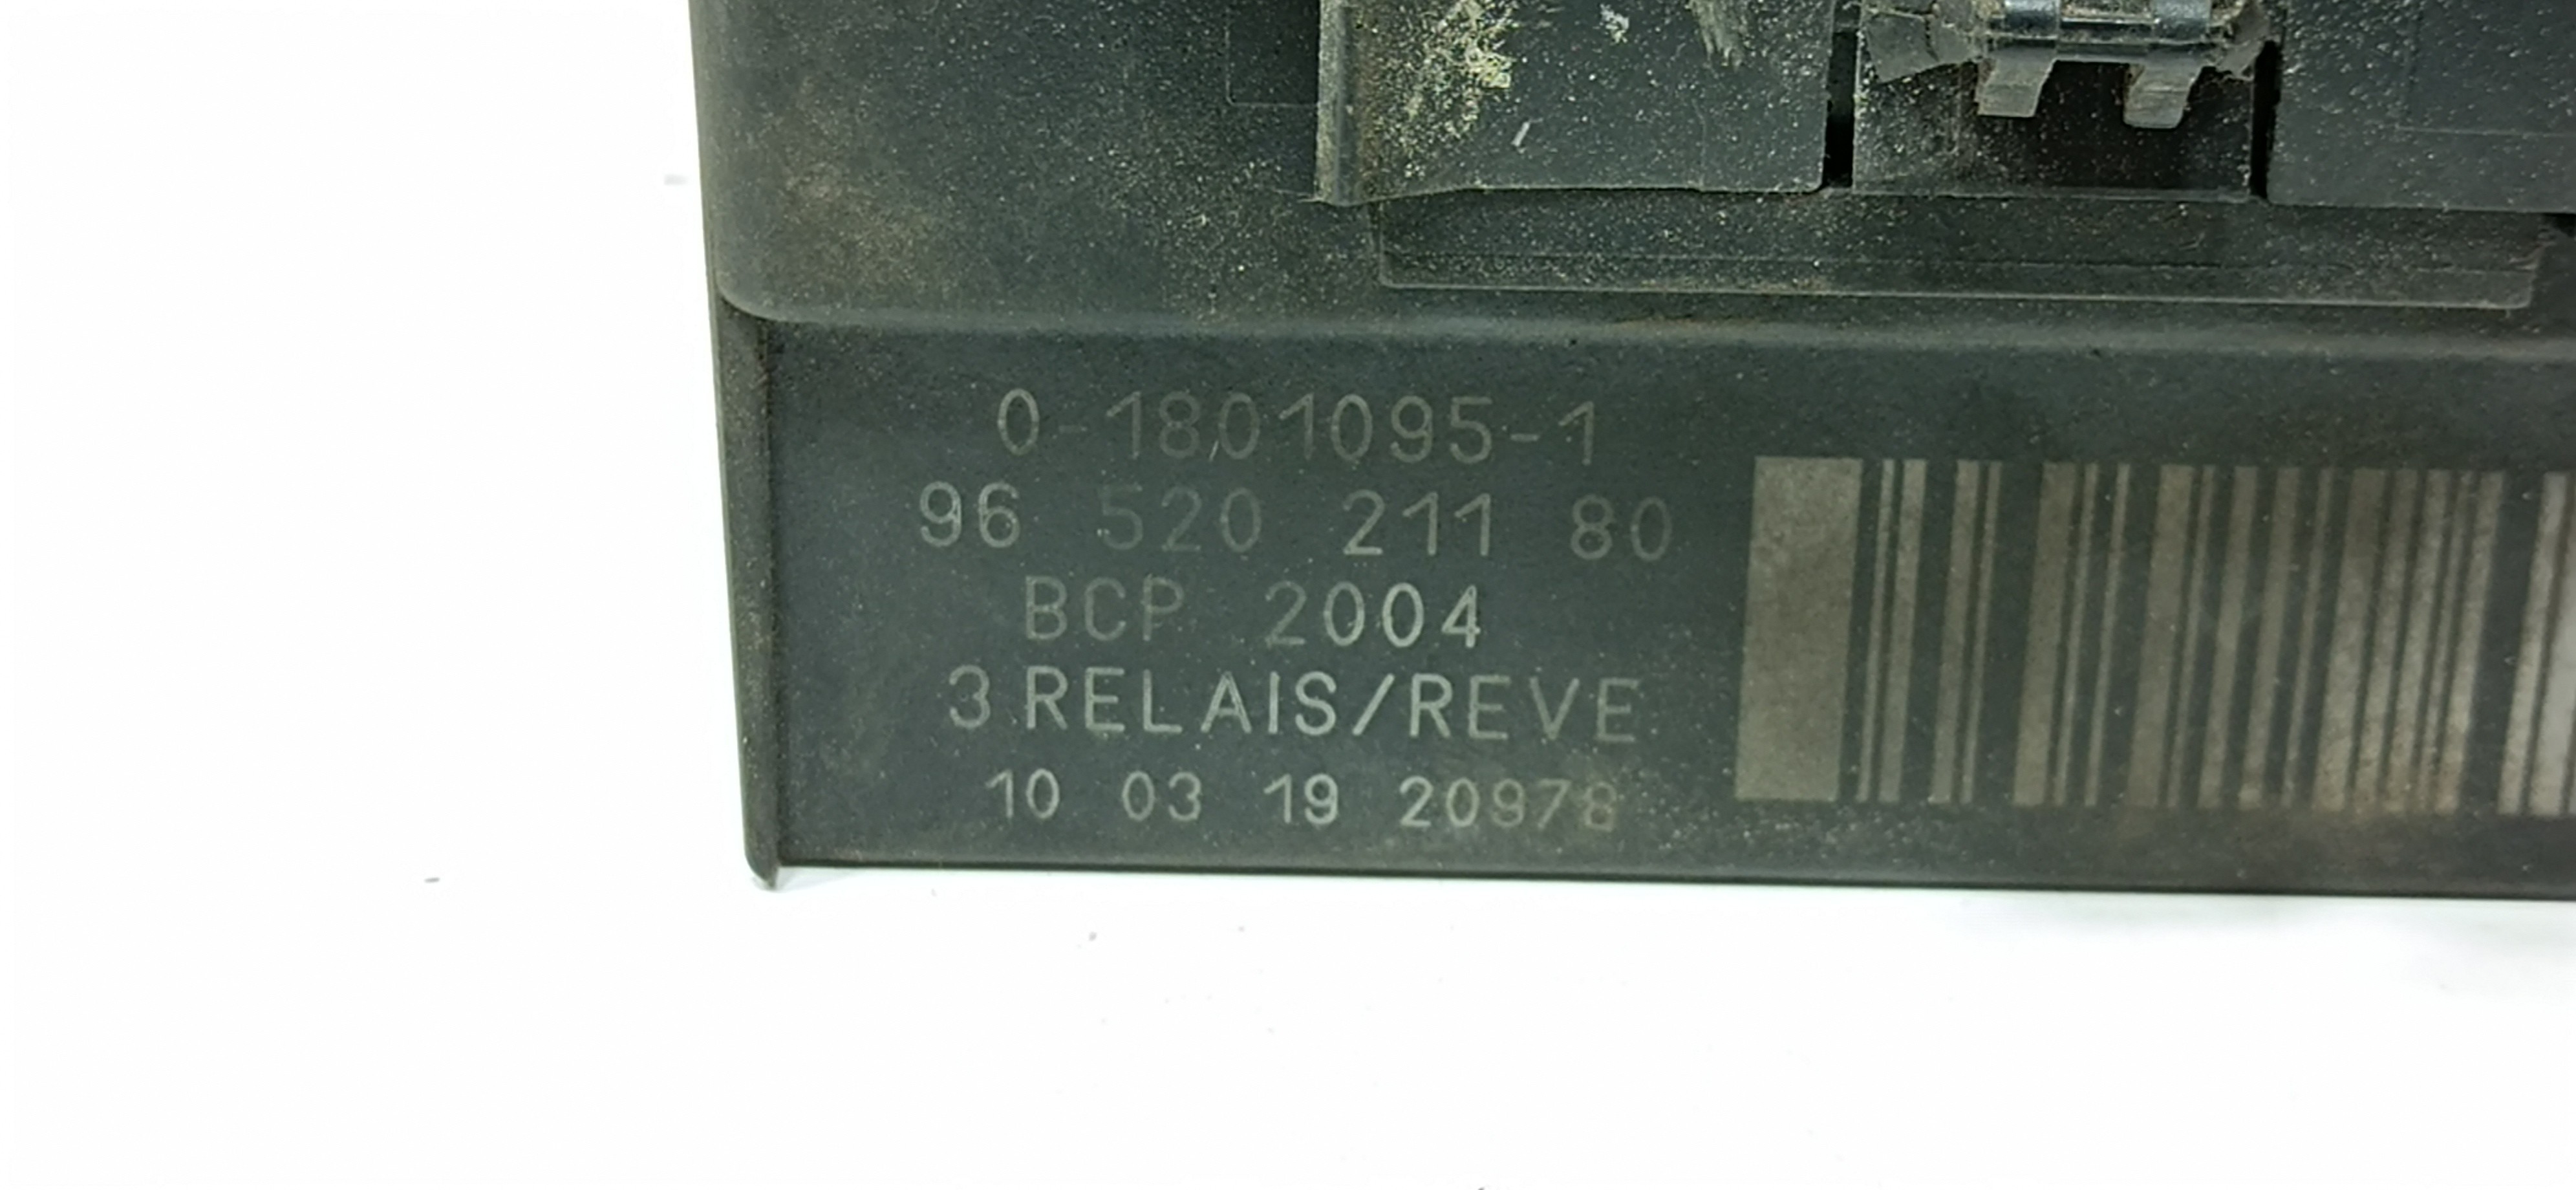 0-1801095-1
96 520 211 80
BCP 2004
3 RELAIS/REVE
10 03 19 20978